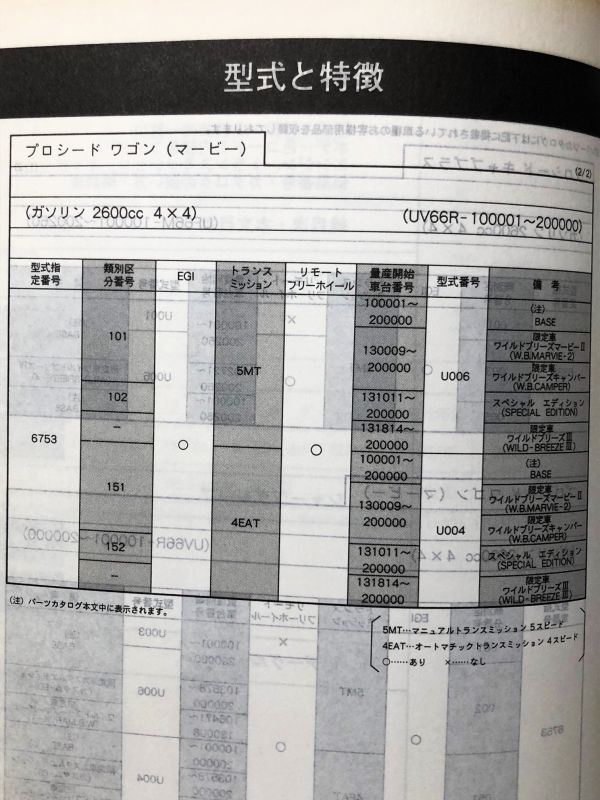 型式と特徴
プロシード ワゴン (マービー)
(2/2)
(ガソリン 2600cc 4×4)
(UV66R-100001~200000)
型式指定番号
類別区分番号
EGI
トランスミッション
リモートフリーホイール
量産開始車台番号
型式番号
備考
6753
101
102
－
151
152
－
○
5MT
4EAT
○
100001~200000
130009~200000
131011~200000
131814~200000
100001~200000
130009~200000
131011~200000
131814~200000
U006
U004
(注)
BASE
限定車
ワイルドブリーズマービーⅡ
(W.B.MARVIE-2)
限定車
ワイルドブリーズキャンパー
(W.B.CAMPER)
スペシャル エディション
(SPECIAL EDITION)
限定車
ワイルドブリーズⅢ
(WILD-BREEZEⅢ)
(注)
BASE
限定車
ワイルドブリーズマービーⅡ
(W.B.MARVIE-2)
限定車
ワイルドブリーズキャンパー
(W.B.CAMPER)
スペシャル エディション
(SPECIAL EDITION)
限定車
ワイルドブリーズⅢ
(WILD-BREEZEⅢ)
(注) パーツカタログ本文中に表示されます。
5MT…マニュアルトランスミッション5スピード
4EAT…オートマチックトランスミッション4スピード
○……あり ×……なし